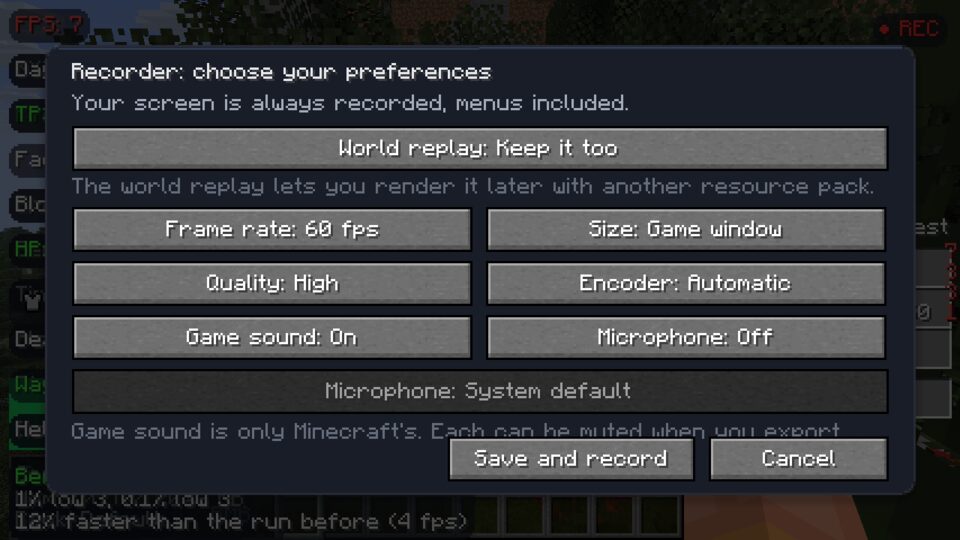 FPS: 7
REC
Recorder: choose your preferences
Your screen is always recorded, menus included.
World replay: Keep it too
The world replay lets you render it later with another resource pack.
Frame rate: 60 fps
Size: Game window
Quality: High
Encoder: Automatic
Game sound: On
Microphone: Off
Microphone: System default
Game sound is only Minecraft's. Each can be muted when you export
Save and record
Cancel
1% low 3, 0.1% low 3
12% faster than the run before (4 fps)